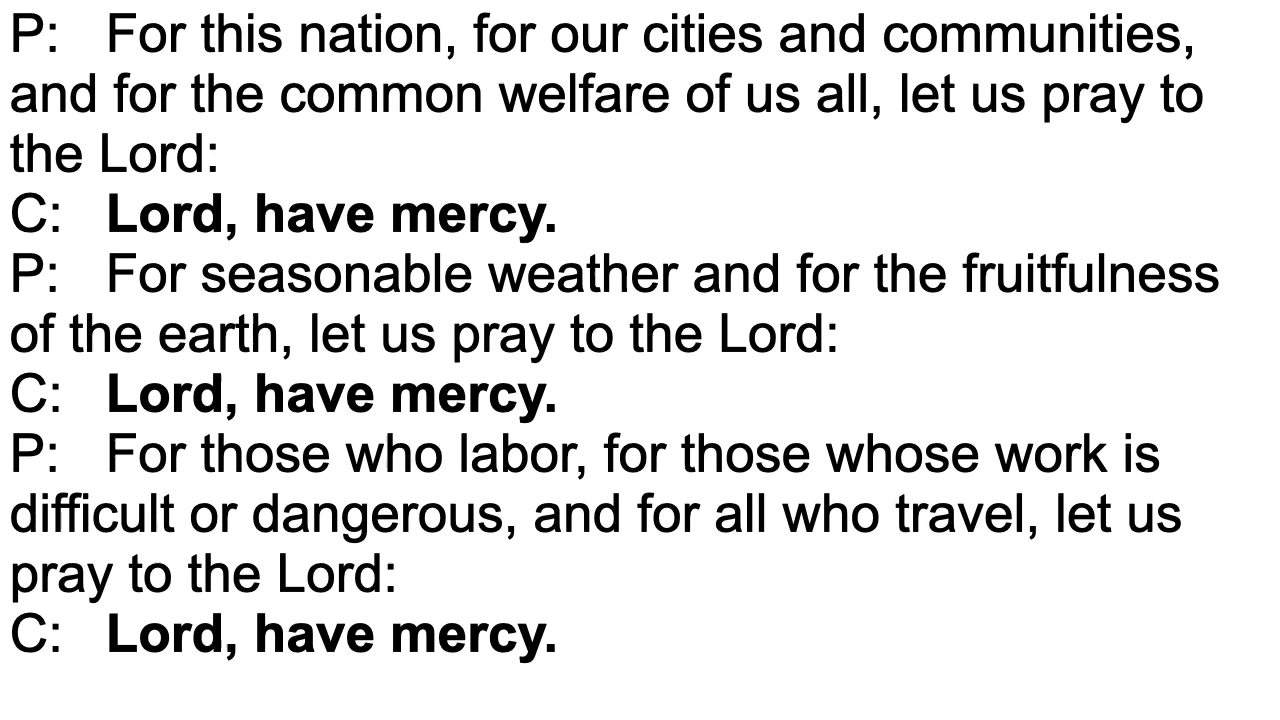 P: For this nation, for our cities and communities,
and for the common welfare of us all, let us pray to
the Lord:
C: Lord, have mercy.
P: For seasonable weather and for the fruitfulness
of the earth, let us pray to the Lord:
C: Lord, have mercy.
P: For those who labor, for those whose work is
difficult or dangerous, and for all who travel, let us
pray to the Lord:
C: Lord, have mercy.